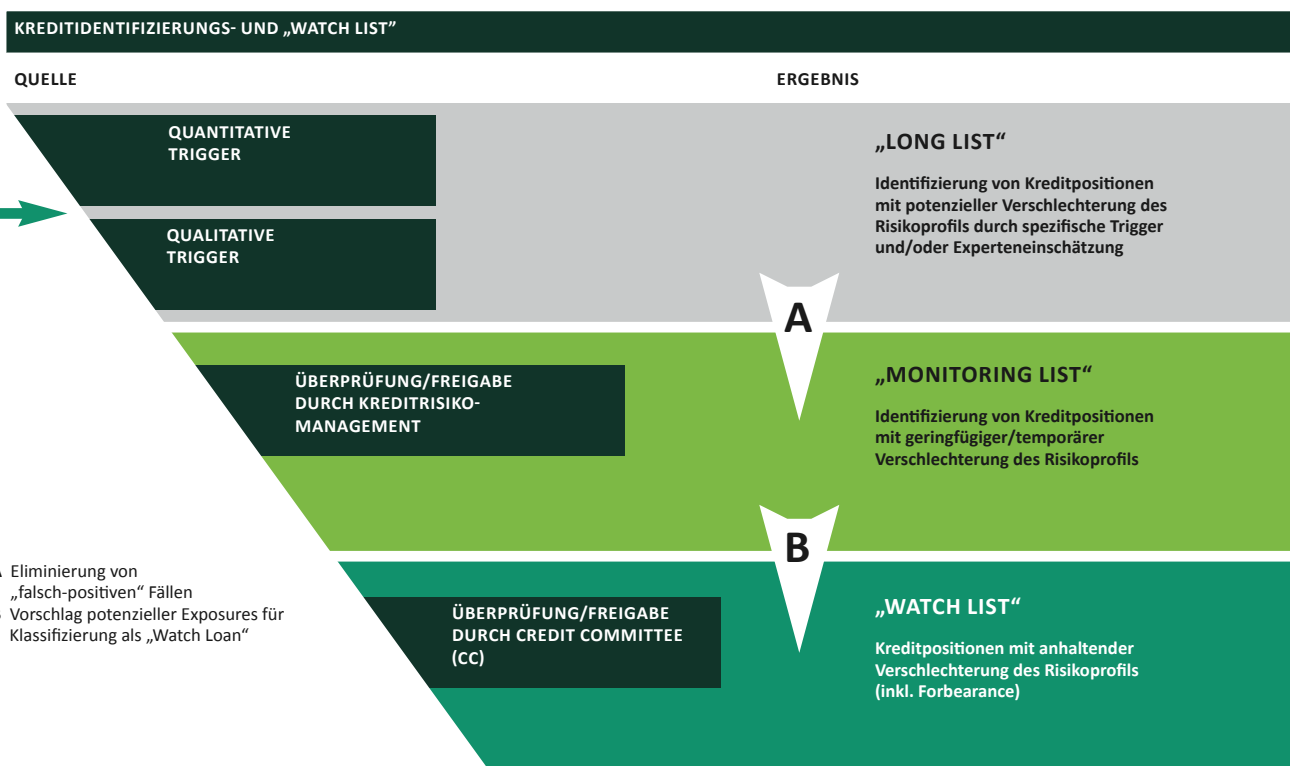 KREDITIDENTIFIZIERUNGS- UND „WATCH LIST”
QUELLE
ERGEBNIS
QUANTITATIVE
TRIGGER
QUALITATIVE
TRIGGER
„LONG LIST“
Identifizierung von Kreditpositionen
mit potenzieller Verschlechterung des
Risikoprofils durch spezifische Trigger
und/oder Experteneinschätzung
A
ÜBERPRÜFUNG/FREIGABE
DURCH KREDITRISIKO-
MANAGEMENT
„MONITORING LIST“
Identifizierung von Kreditpositionen
mit geringfügiger/temporärer
Verschlechterung des Risikoprofils
B
A Eliminierung von
„falsch-positiven“ Fällen
B Vorschlag potenzieller Exposures für
Klassifizierung als „Watch Loan“
ÜBERPRÜFUNG/FREIGABE
DURCH CREDIT COMMITTEE
(CC)
„WATCH LIST“
Kreditpositionen mit anhaltender
Verschlechterung des Risikoprofils
(inkl. Forbearance)